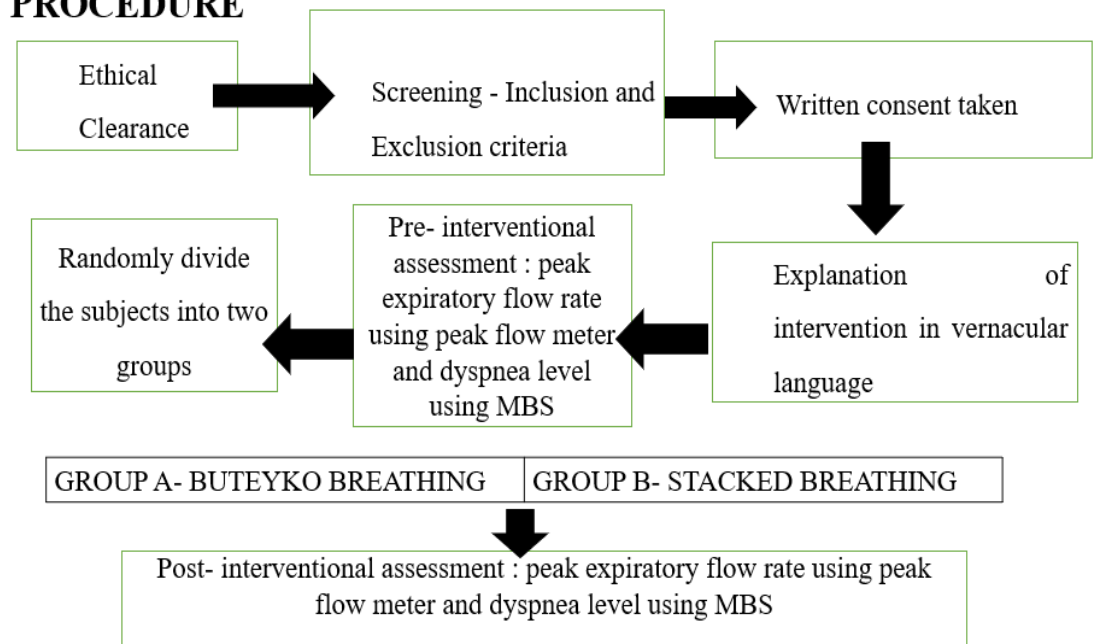 PROCEDURE
Ethical
Clearance
Screening - Inclusion and
Exclusion criteria
Written consent taken
Explanation of
intervention in vernacular
language
Pre- interventional
assessment : peak
expiratory flow rate
using peak flow meter
and dyspnea level
using MBS
Randomly divide
the subjects into two
groups
GROUP A- BUTEYKO BREATHING
GROUP B- STACKED BREATHING
Post- interventional assessment : peak expiratory flow rate using peak
flow meter and dyspnea level using MBS